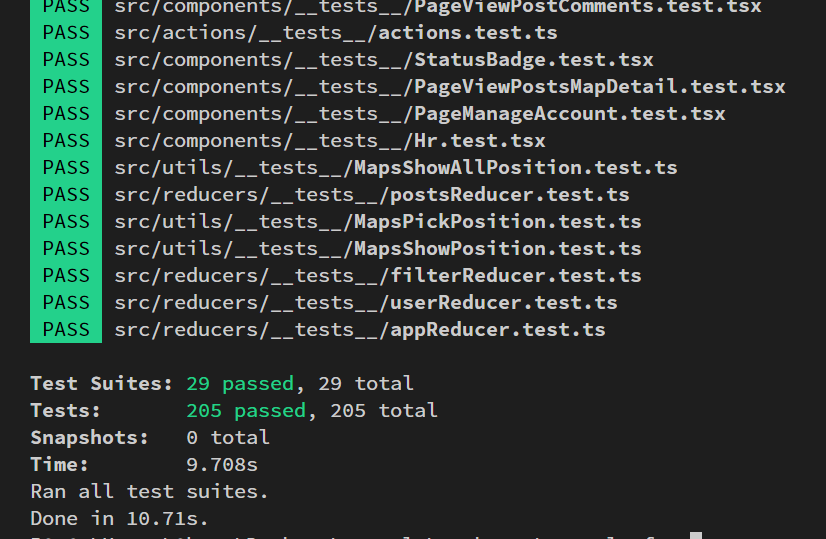 PASS src/components/__tests__/PageViewPostComments.test.tsx
PASS src/actions/__tests__/actions.test.ts
PASS src/components/__tests__/StatusBadge.test.tsx
PASS src/components/__tests__/PageViewPostsMapDetail.test.tsx
PASS src/components/__tests__/PageManageAccount.test.tsx
PASS src/components/__tests__/Hr.test.tsx
PASS src/utils/__tests__/MapsShowAllPosition.test.ts
PASS src/reducers/__tests__/postsReducer.test.ts
PASS src/utils/__tests__/MapsPickPosition.test.ts
PASS src/utils/__tests__/MapsShowPosition.test.ts
PASS src/reducers/__tests__/filterReducer.test.ts
PASS src/reducers/__tests__/userReducer.test.ts
PASS src/reducers/__tests__/appReducer.test.ts
Test Suites: 29 passed, 29 total
Tests: 205 passed, 205 total
Snapshots: 0 total
Time: 9.708s
Ran all test suites.
Done in 10.71s.